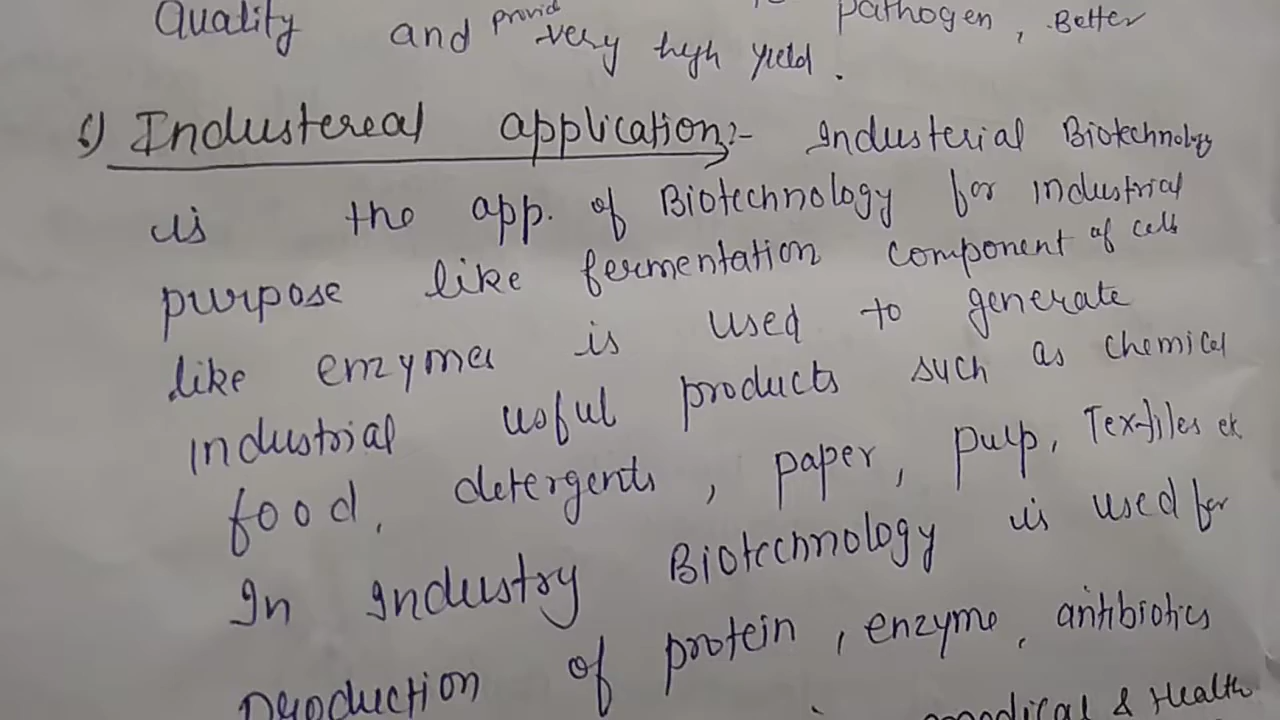 pathogen, Better
Quality and provid very high yield.
6) Industereal application:- Industerial Biotechnology
is the app. of Biotechnology for industrial
purpose like fermentation component of cells
like enzymes is used to generate
industrial usful products such as chemical
food, detergents, paper, pulp, Textiles etc
In Industry Biotechnology is used for
production of protein, enzyme, antibiotics
medical & Health